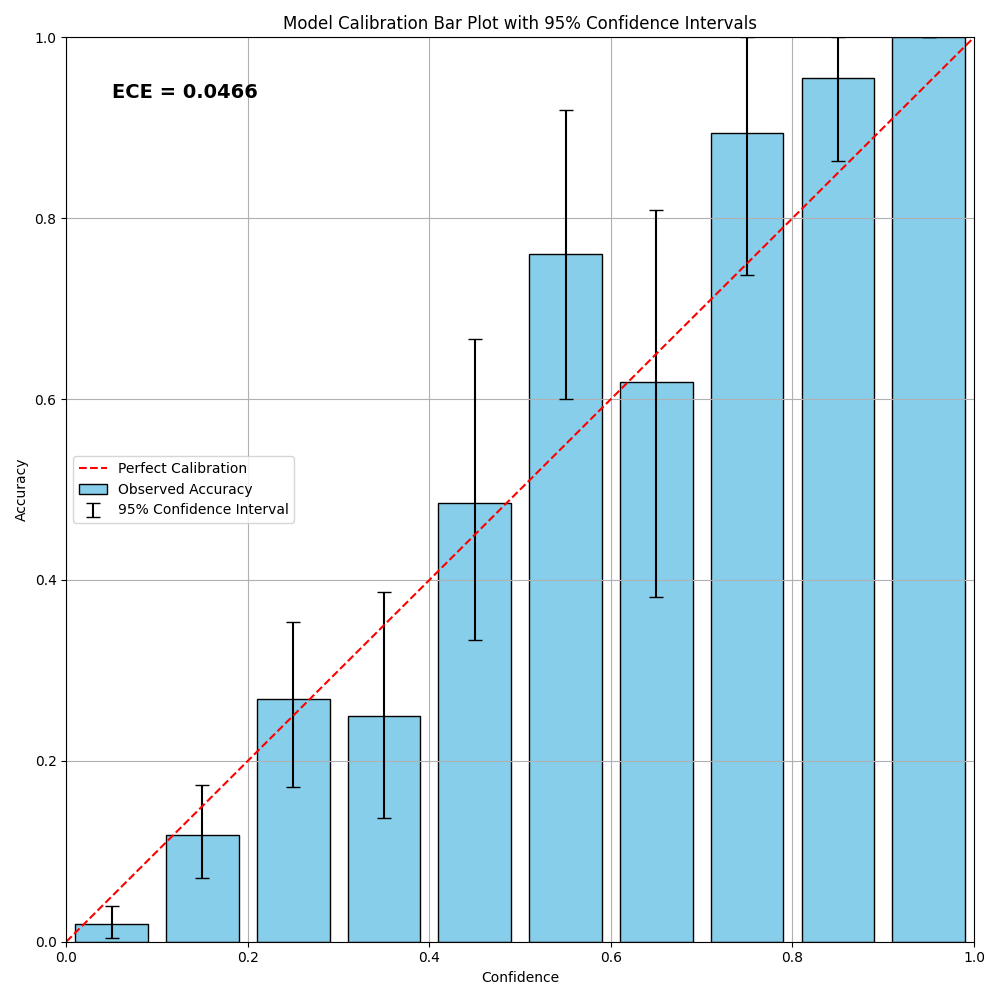 Model Calibration Bar Plot with 95% Confidence Intervals
ECE = 0.0466
1.0
0.8
0.6
0.4
0.2
0.0
Accuracy
Perfect Calibration
Observed Accuracy
95% Confidence Interval
0.0 0.2 0.4 0.6 0.8 1.0
Confidence